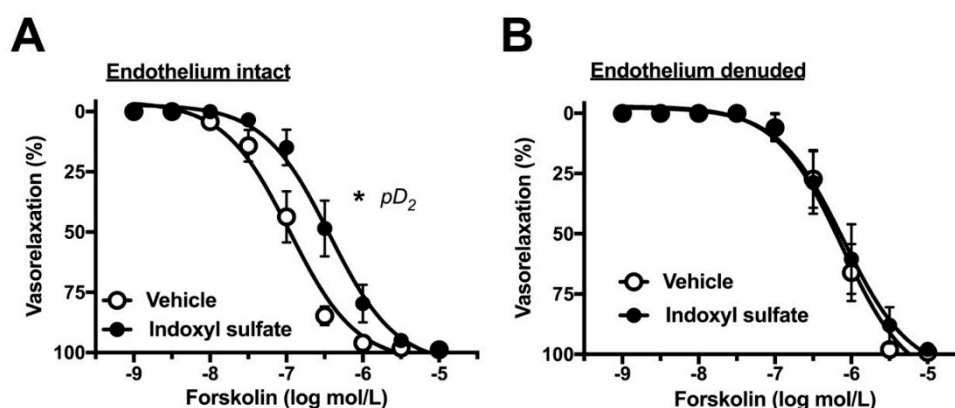 A
Endothelium intact
0
25
50
75
100
Vasorelaxation (%)
* pD2
Vehicle
Indoxyl sulfate
-9 -8 -7 -6 -5
Forskolin (log mol/L)
B
Endothelium denuded
0
25
50
75
100
Vasorelaxation (%)
Vehicle
Indoxyl sulfate
-9 -8 -7 -6 -5
Forskolin (log mol/L)